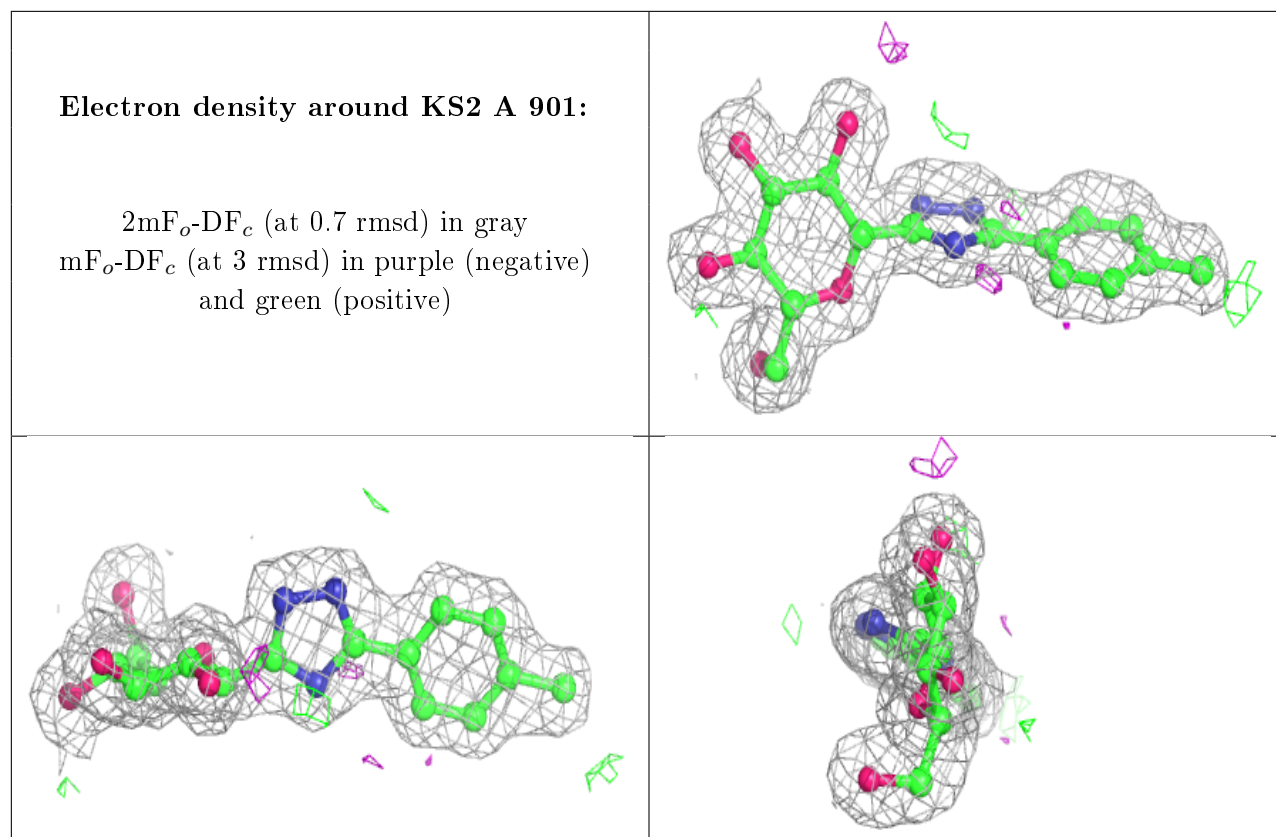 Electron density around KS2 A 901:
2mFo-DFc (at 0.7 rmsd) in gray
mFo-DFc (at 3 rmsd) in purple (negative)
and green (positive)